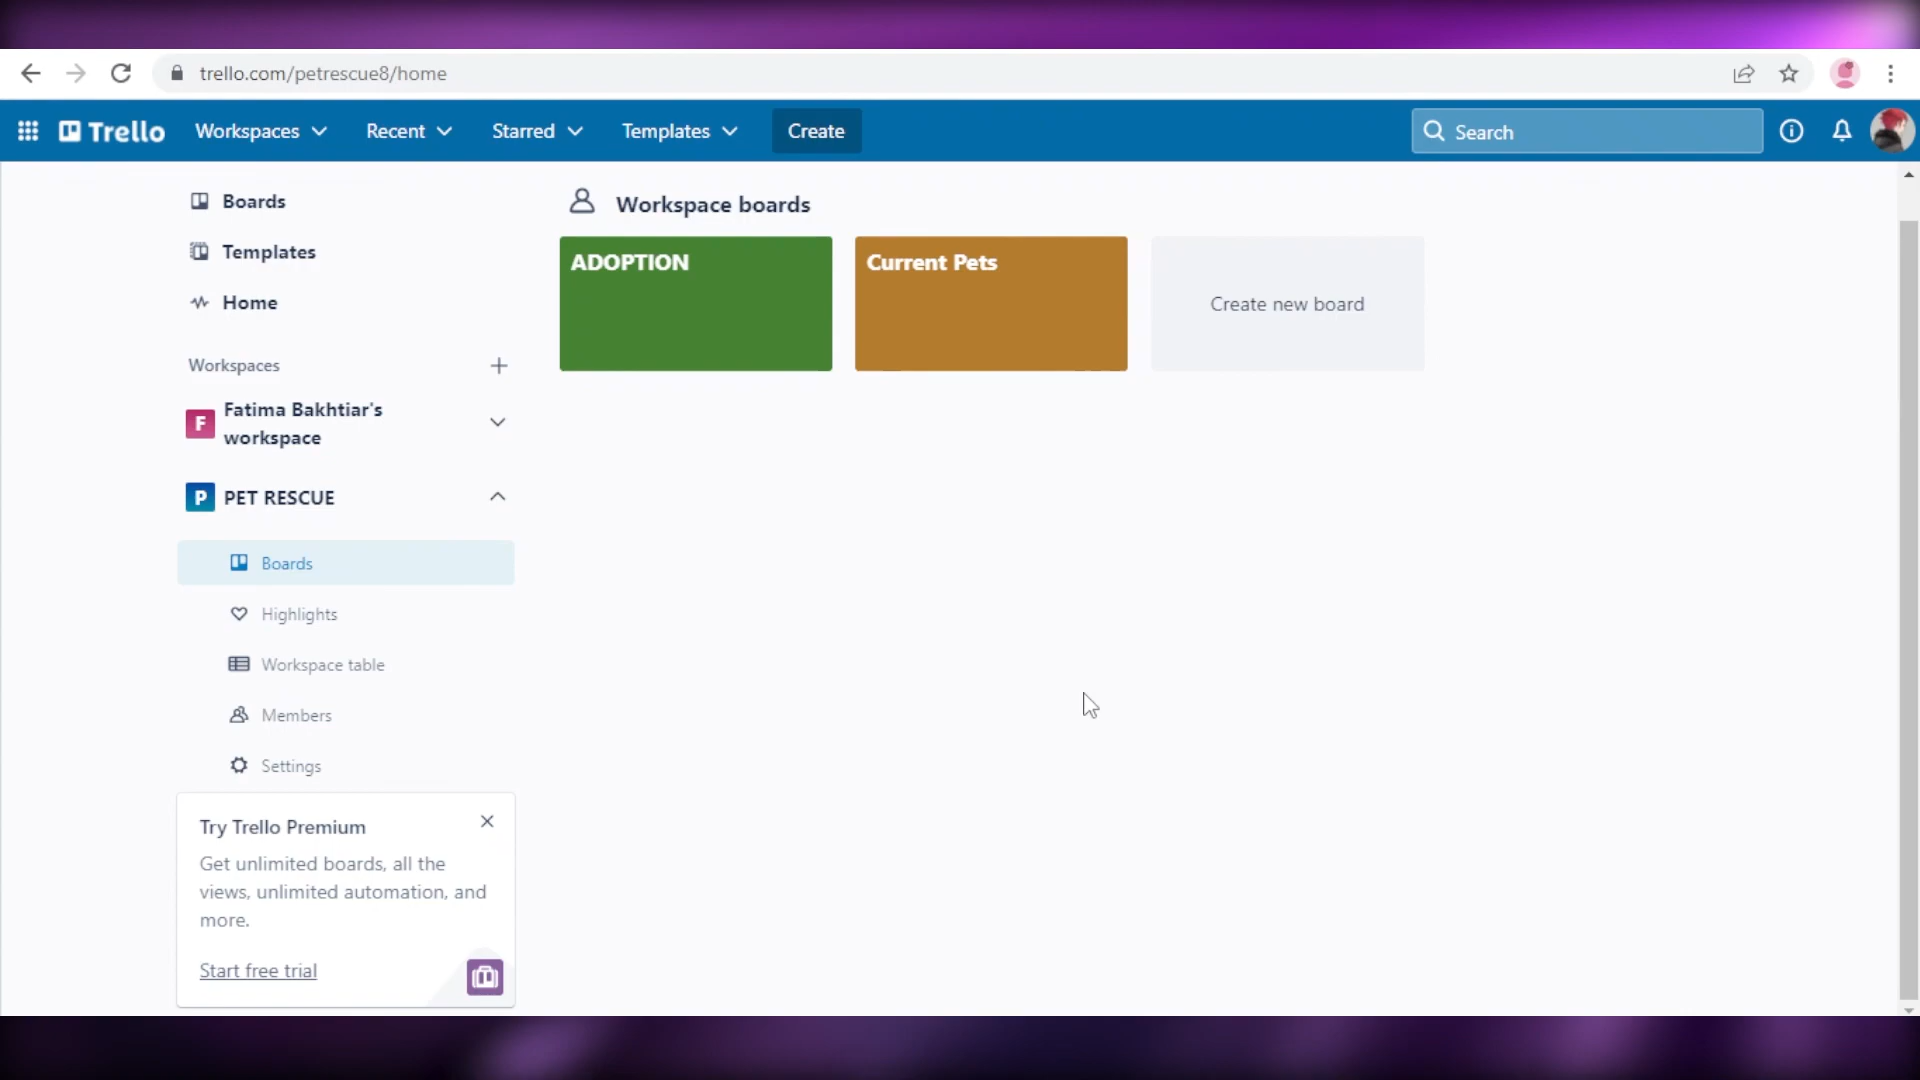 trello.com/petrescue8/home
Trello
Workspaces
Recent
Starred
Templates
Create
Search
Boards
Templates
Home
Workspaces
F
Fatima Bakhtiar's
workspace
P
PET RESCUE
Boards
Highlights
Workspace table
Members
Settings
Try Trello Premium
Get unlimited boards, all the
views, unlimited automation, and
more.
Start free trial
Workspace boards
ADOPTION
Current Pets
Create new board